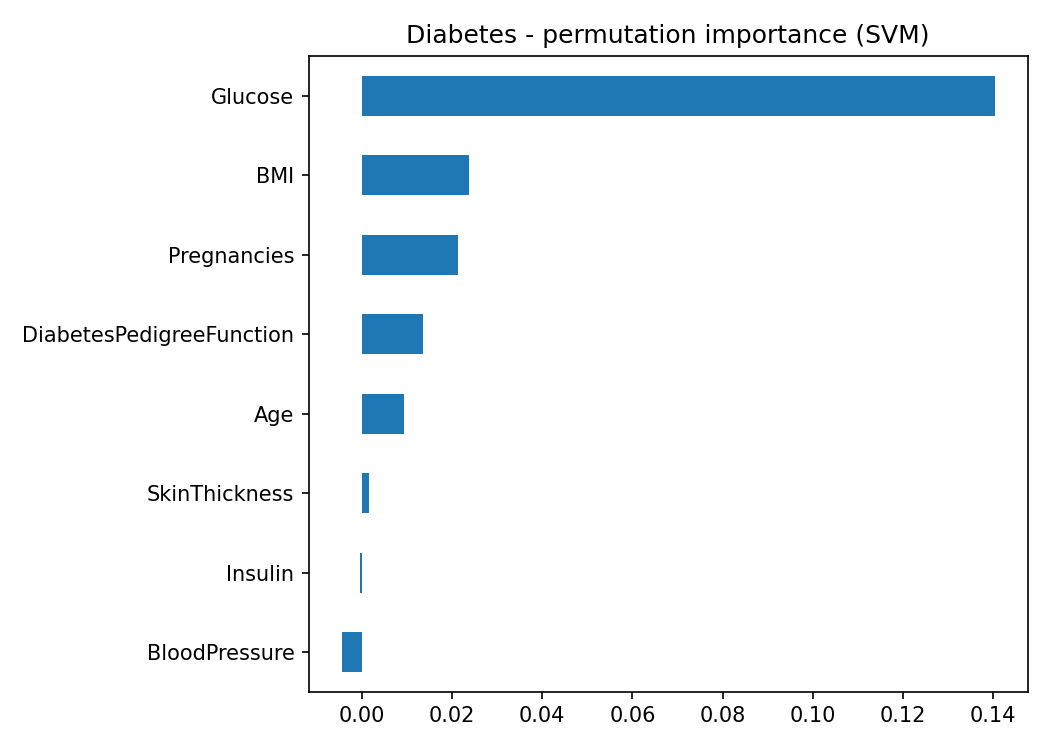 Diabetes - permutation importance (SVM)
Glucose
BMI
Pregnancies
DiabetesPedigreeFunction
Age
SkinThickness
Insulin
BloodPressure
0.00 0.02 0.04 0.06 0.08 0.10 0.12 0.14